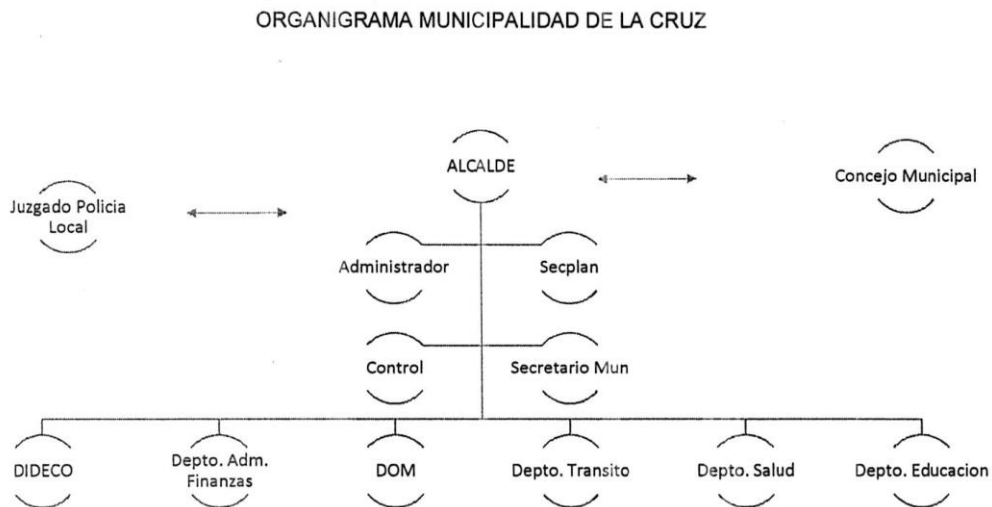 ORGANIGRAMA MUNICIPALIDAD DE LA CRUZ
ALCALDE
Concejo Municipal
Juzgado Policia
Local
Administrador
Secplan
Control
Secretario Mun
DIDECO
Depto. Adm.
Finanzas
DOM
Depto. Transito
Depto. Salud
Depto. Educacion